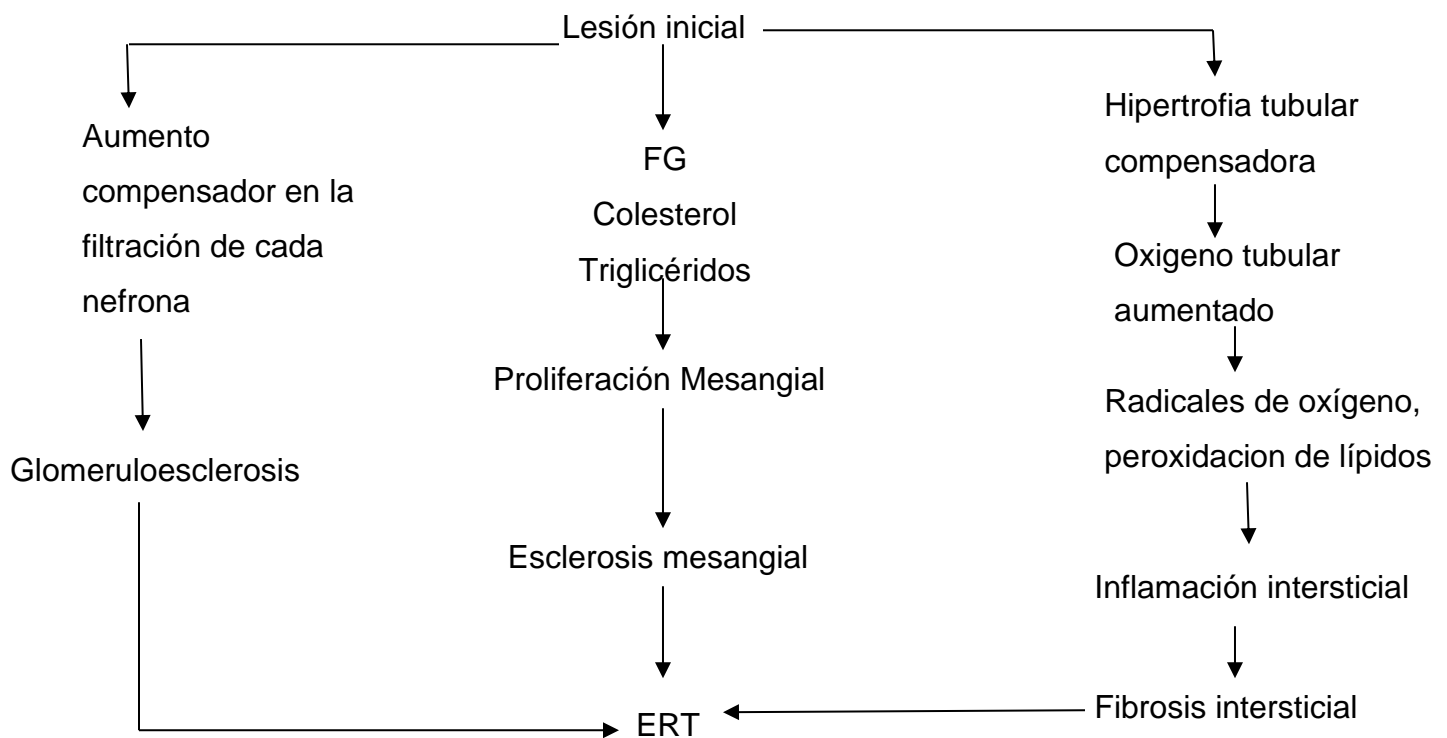 Lesión inicial
Aumento
compensador en la
filtración de cada
nefrona
Glomeruloesclerosis
FG
Colesterol
Triglicéridos
Proliferación Mesangial
Esclerosis mesangial
ERT
Hipertrofia tubular
compensadora
Oxigeno tubular
aumentado
Radicales de oxígeno,
peroxidacion de lípidos
Inflamación intersticial
Fibrosis intersticial